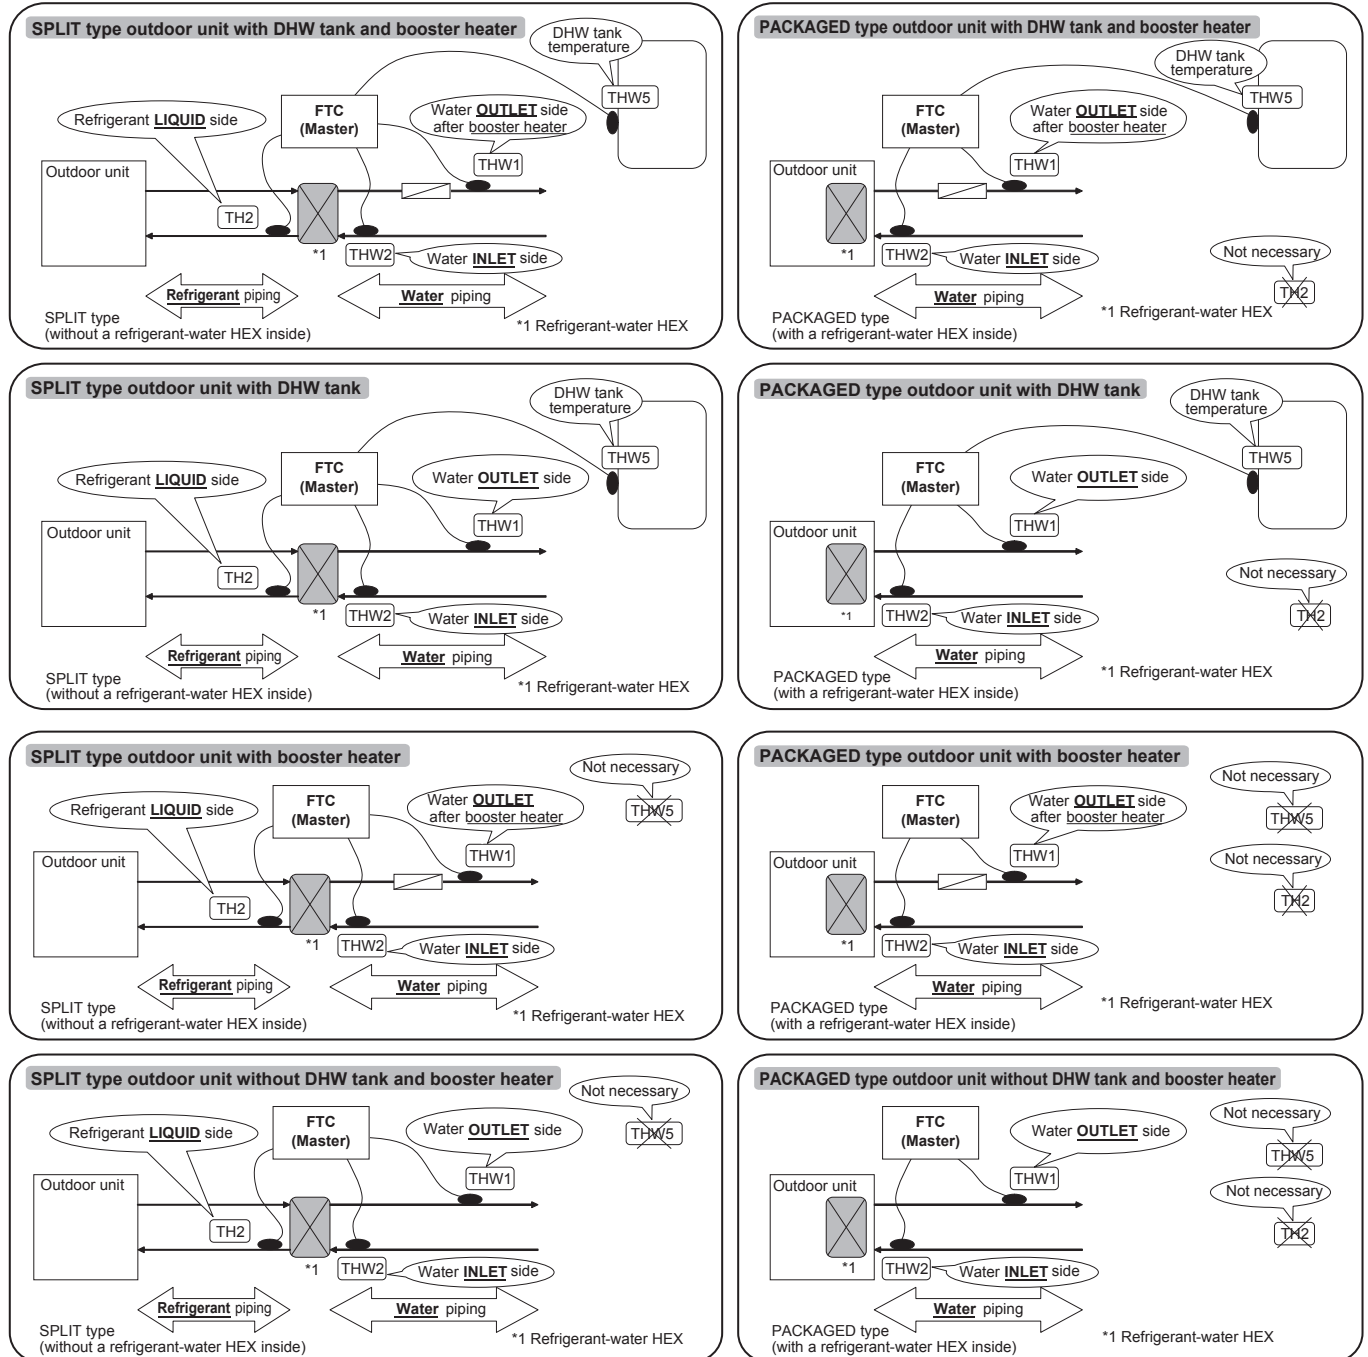 SPLIT type outdoor unit with DHW tank and booster heater
DHW tank
temperature
THW5
FTC
(Master)
Water OUTLET side
after booster heater
THW1
Refrigerant LIQUID side
Outdoor unit
TH2
*1
THW2
Water INLET side
Refrigerant piping
Water piping
SPLIT type
(without a refrigerant-water HEX inside)
*1 Refrigerant-water HEX
PACKAGED type outdoor unit with DHW tank and booster heater
DHW tank
temperature
THW5
FTC
(Master)
Water OUTLET side
after booster heater
THW1
Outdoor unit
*1
THW2
Water INLET side
Not necessary
TH2
Water piping
PACKAGED type
(with a refrigerant-water HEX inside)
*1 Refrigerant-water HEX
SPLIT type outdoor unit with DHW tank
DHW tank
temperature
THW5
FTC
(Master)
Water OUTLET side
THW1
Refrigerant LIQUID side
Outdoor unit
TH2
*1
THW2
Water INLET side
Refrigerant piping
Water piping
SPLIT type
(without a refrigerant-water HEX inside)
*1 Refrigerant-water HEX
PACKAGED type outdoor unit with DHW tank
DHW tank
temperature
THW5
FTC
(Master)
Water OUTLET side
THW1
Outdoor unit
*1
THW2
Water INLET side
Not necessary
TH2
Water piping
PACKAGED type
(with a refrigerant-water HEX inside)
*1 Refrigerant-water HEX
SPLIT type outdoor unit with booster heater
Not necessary
THW5
FTC
(Master)
Water OUTLET
after booster heater
THW1
Refrigerant LIQUID side
Outdoor unit
TH2
*1
THW2
Water INLET side
Refrigerant piping
Water piping
SPLIT type
(without a refrigerant-water HEX inside)
*1 Refrigerant-water HEX
PACKAGED type outdoor unit with booster heater
Not necessary
THW5
FTC
(Master)
Water OUTLET side
after booster heater
THW1
Not necessary
TH2
Outdoor unit
*1
THW2
Water INLET side
Water piping
PACKAGED type
(with a refrigerant-water HEX inside)
*1 Refrigerant-water HEX
SPLIT type outdoor unit without DHW tank and booster heater
Not necessary
THW5
FTC
(Master)
Water OUTLET side
THW1
Refrigerant LIQUID side
Outdoor unit
TH2
*1
THW2
Water INLET side
Refrigerant piping
Water piping
SPLIT type
(without a refrigerant-water HEX inside)
*1 Refrigerant-water HEX
PACKAGED type outdoor unit without DHW tank and booster heater
Not necessary
THW5
FTC
(Master)
Water OUTLET side
THW1
Not necessary
TH2
Outdoor unit
*1
THW2
Water INLET side
Water piping
PACKAGED type
(with a refrigerant-water HEX inside)
*1 Refrigerant-water HEX